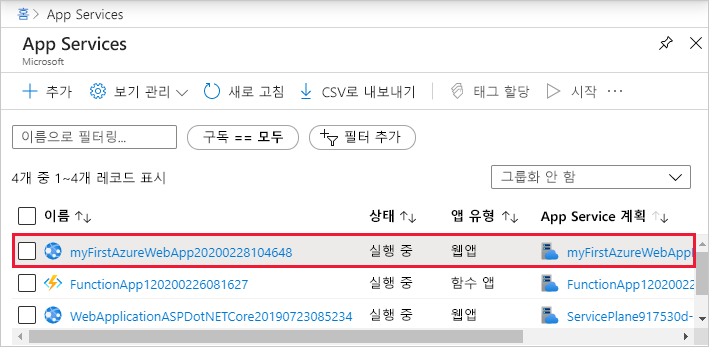 홈 > App Services
App Services
Microsoft
추가 보기 관리 새로 고침 CSV로 내보내기 태그 할당 시작 ···
이름으로 필터링... 구독 == 모두 필터 추가
4개 중 1~4개 레코드 표시 그룹화 안 함
이름 ↑↓ 상태 ↑↓ 앱 유형 ↑↓ App Service 계획 ↑↓
myFirstAzureWebApp20200228104648 실행 중 웹앱 myFirstAzureWebAppP
FunctionApp120200226081627 실행 중 함수 앱 FunctionApp12020022
WebApplicationASPDotNETCore20190723085234 실행 중 웹앱 ServicePlane917530d-